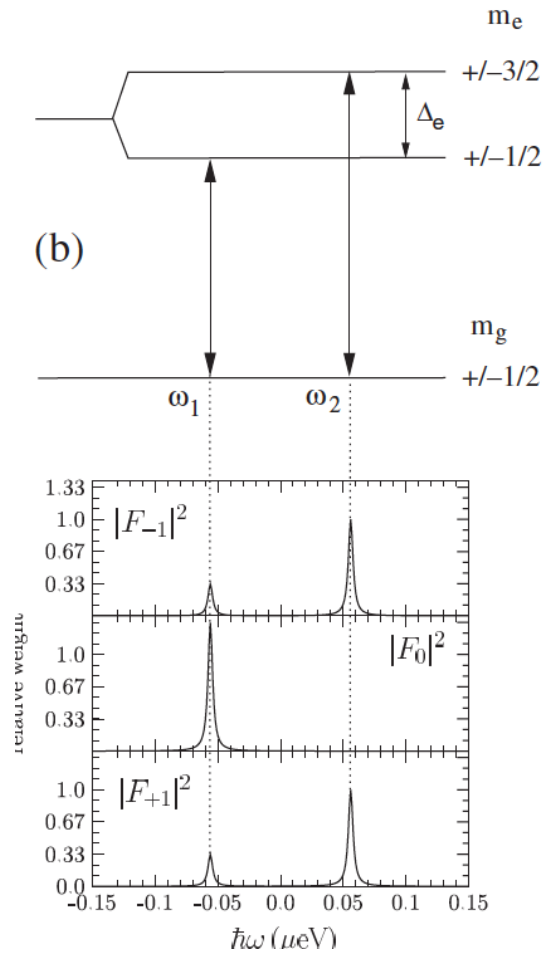 m_e
+/−3/2
Δ_e
+/−1/2
(b)
m_g
+/−1/2
ω_1
ω_2
1.33
|F_{−1}|^2
1.0
0.67
0.33
|F_0|^2
1.0
0.67
0.33
relative weight
|F_{+1}|^2
1.0
0.67
0.33
0.0
-0.15 -0.1 -0.05 0.0 0.05 0.1 0.15
ħω (μeV)